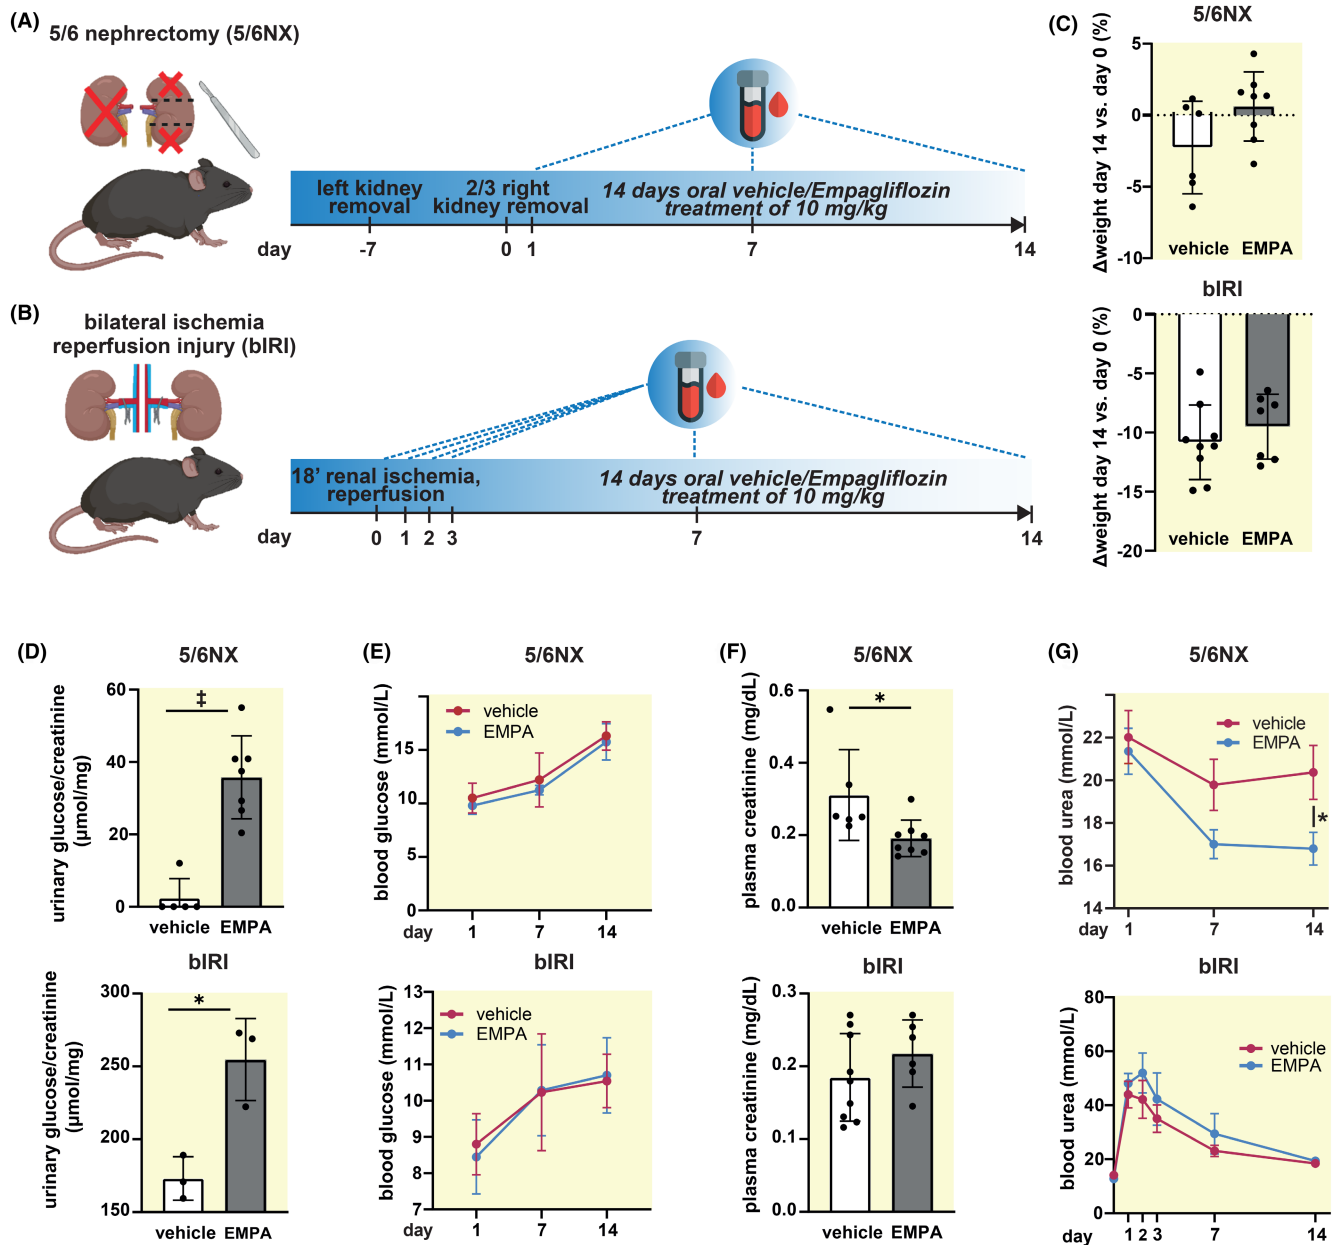 (A)
5/6 nephrectomy (5/6NX)
left kidney
removal
2/3 right
kidney removal
14 days oral vehicle/Empagliflozin
treatment of 10 mg/kg
day
-7
0
1
7
14
(B)
bilateral ischemia
reperfusion injury (bIRI)
18' renal ischemia,
reperfusion
14 days oral vehicle/Empagliflozin
treatment of 10 mg/kg
day
0
1
2
3
7
14
(C)
5/6NX
Δweight day 14 vs. day 0 (%)
5
0
-5
-10
vehicle
EMPA
bIRI
Δweight day 14 vs. day 0 (%)
0
-5
-10
-15
-20
vehicle
EMPA
(D)
5/6NX
urinary glucose/creatinine
(µmol/mg)
60
40
20
0
‡
vehicle
EMPA
bIRI
urinary glucose/creatinine
(µmol/mg)
300
250
200
150
*
vehicle
EMPA
(E)
5/6NX
blood glucose (mmol/L)
15
10
5
0
vehicle
EMPA
day
1
7
14
bIRI
blood glucose (mmol/L)
13
12
11
10
9
8
7
vehicle
EMPA
day
1
7
14
(F)
5/6NX
plasma creatinine (mg/dL)
0.6
0.4
0.2
0.0
*
vehicle
EMPA
bIRI
plasma creatinine (mg/dL)
0.3
0.2
0.1
0.0
vehicle
EMPA
(G)
5/6NX
blood urea (mmol/L)
22
20
18
16
14
vehicle
EMPA
*
day
1
7
14
bIRI
blood urea (mmol/L)
80
60
40
20
0
vehicle
EMPA
day
1
2
3
7
14